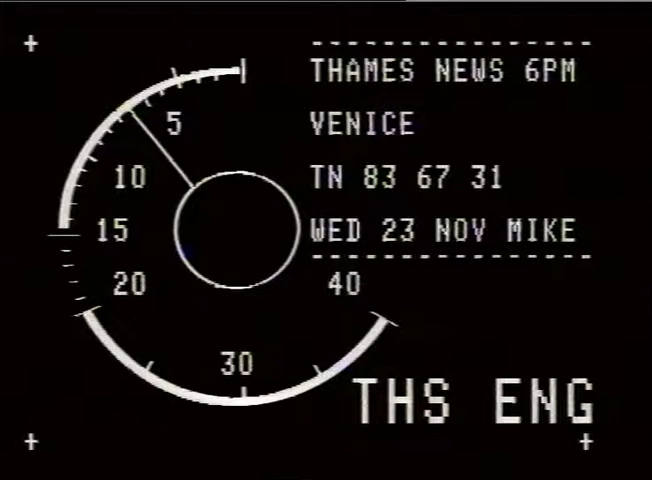 THAMES NEWS 6PM
VENICE
TN 83 67 31
WED 23 NOV MIKE
5
10
15
20
30
40
THS ENG